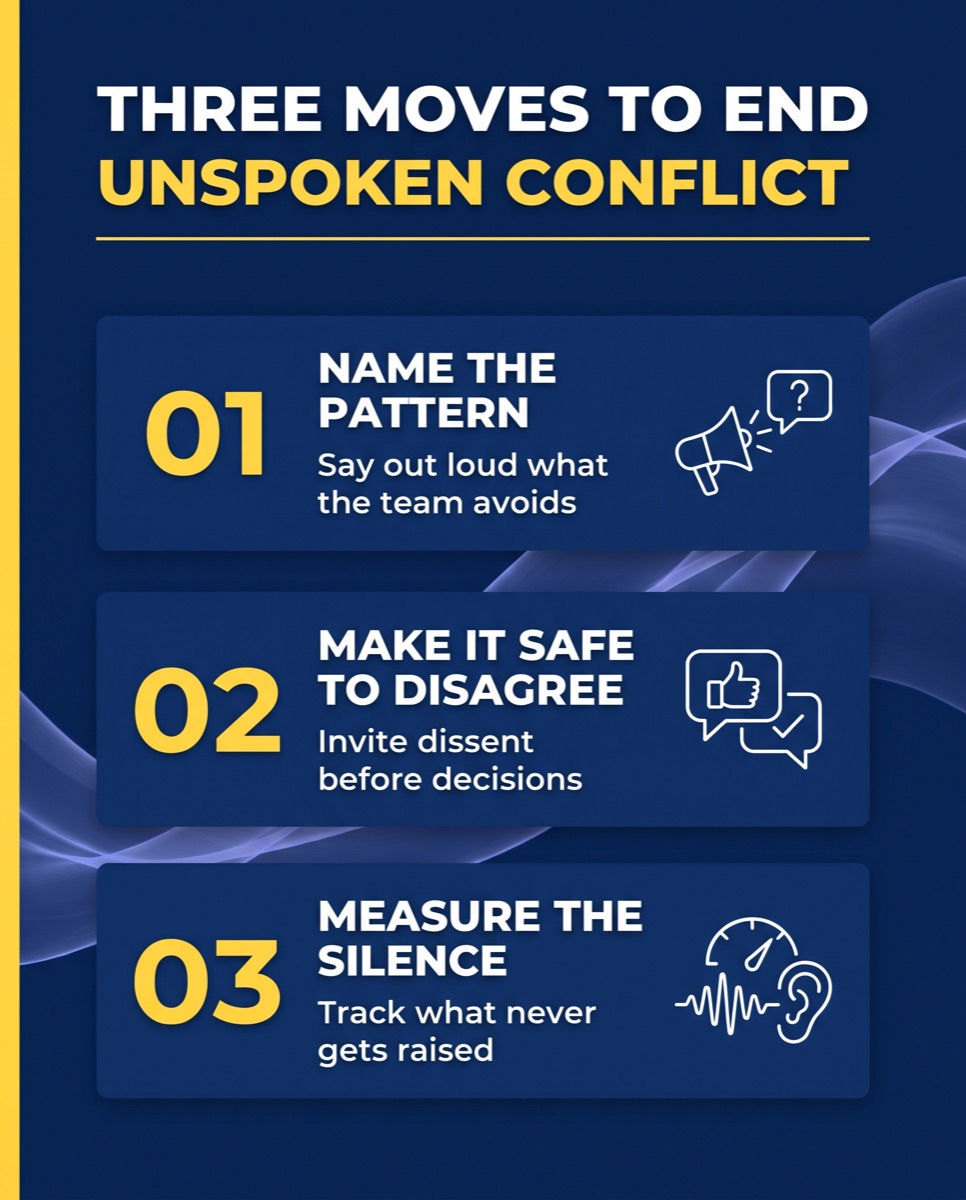 THREE MOVES TO END
UNSPOKEN CONFLICT
01
NAME THE
PATTERN
Say out loud what
the team avoids
?
02
MAKE IT SAFE
TO DISAGREE
Invite dissent
before decisions
03
MEASURE THE
SILENCE
Track what never
gets raised